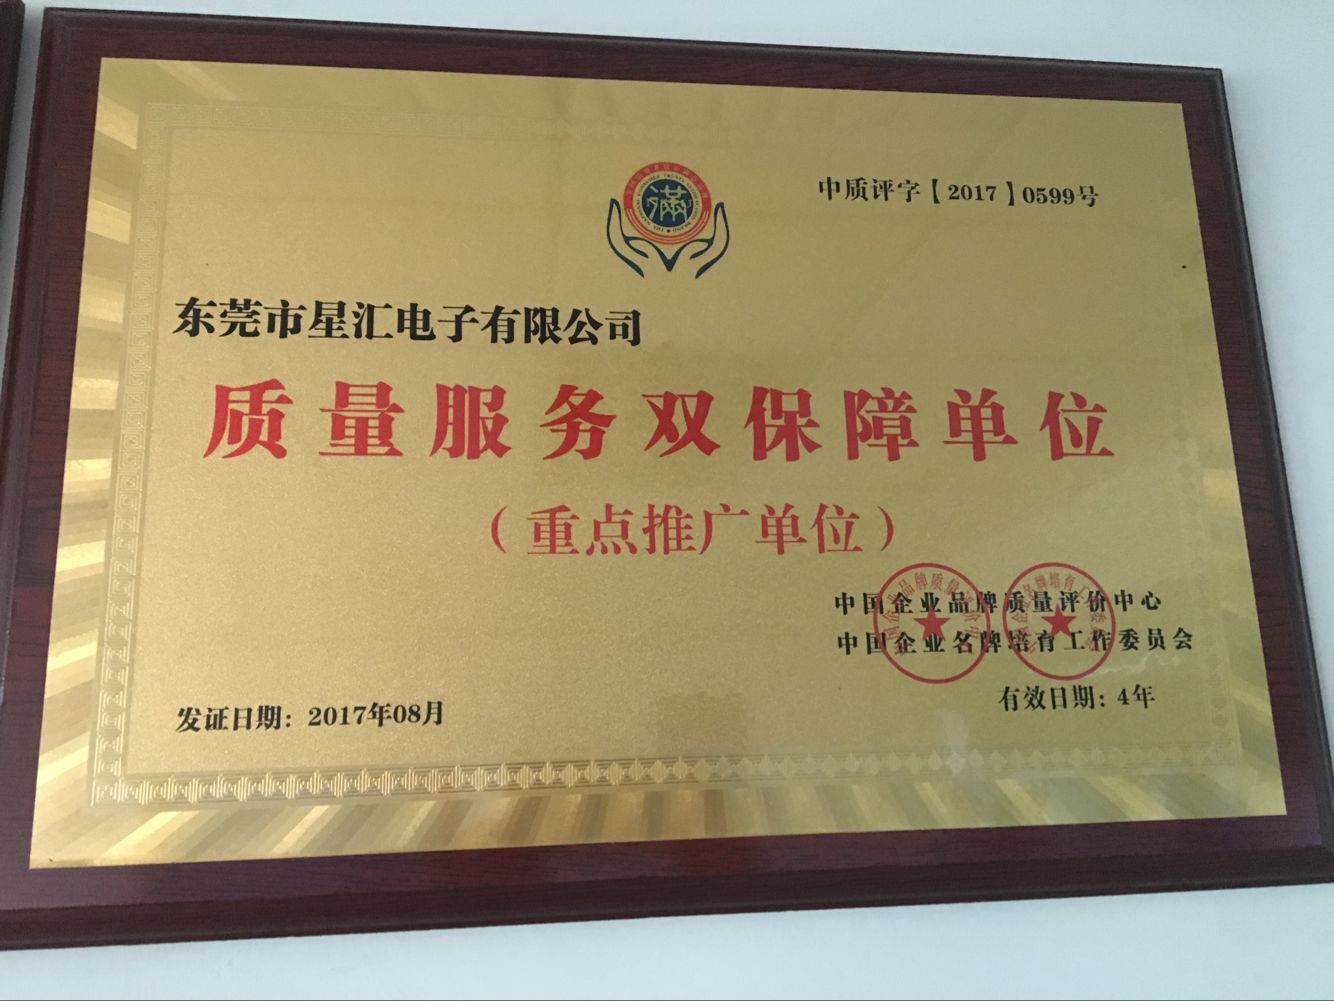 满
中质评字【2017】0599号
东莞市星汇电子有限公司
质量服务双保障单位
（重点推广单位）
中国企业品牌质量评价中心
中国企业名牌培育工作委员会
有效日期：4年
发证日期：2017年08月